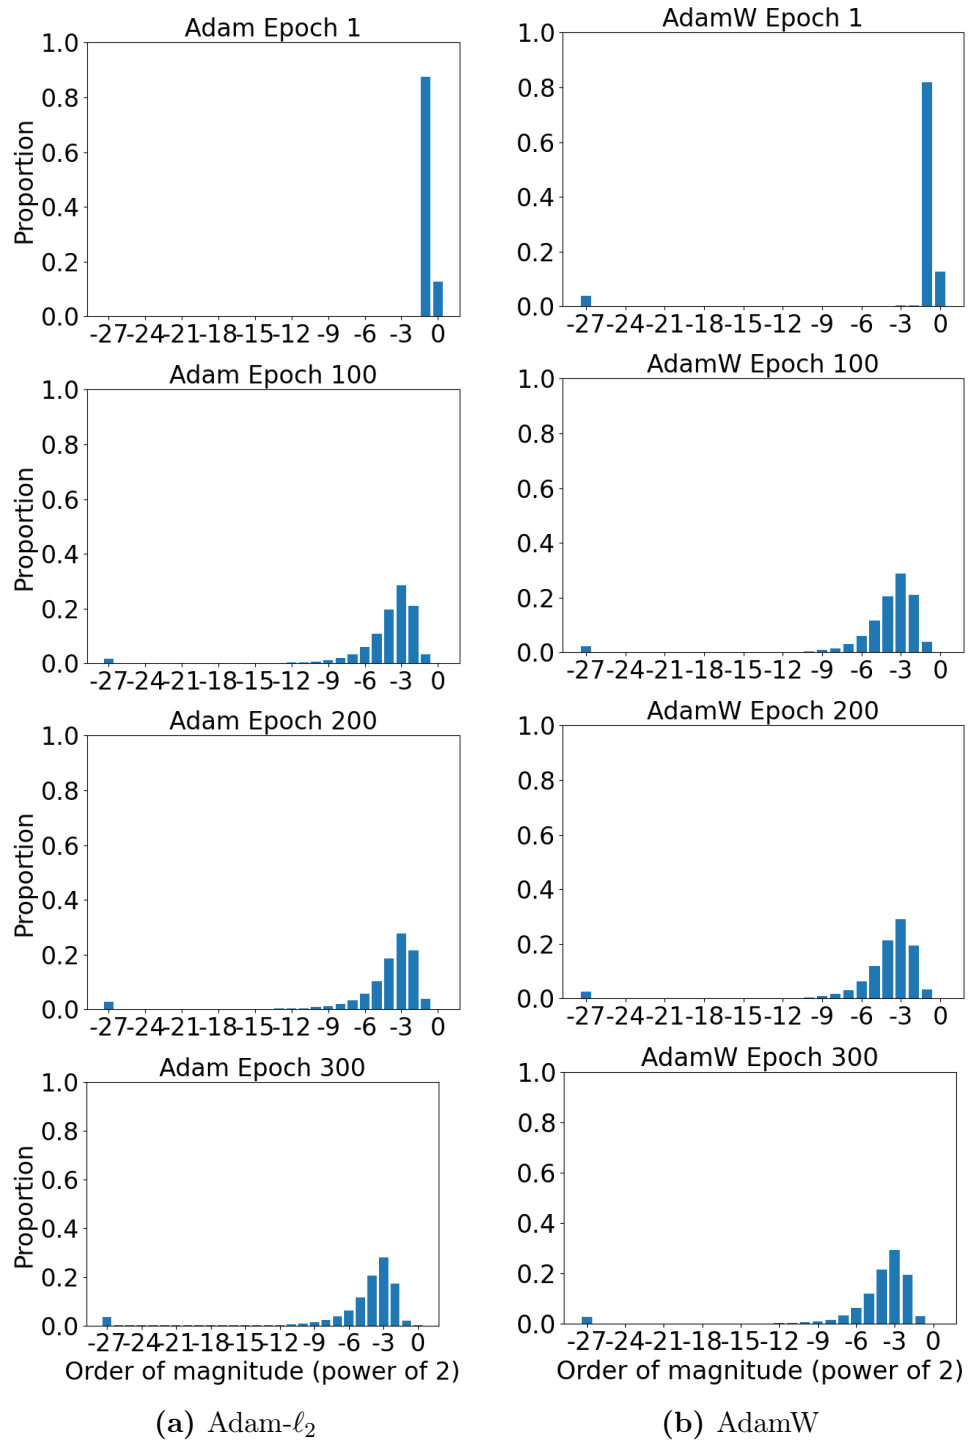 Adam Epoch 1
1.0
0.8
0.6
0.4
0.2
0.0
Proportion
-27 -24 -21 -18 -15 -12 -9 -6 -3 0
AdamW Epoch 1
1.0
0.8
0.6
0.4
0.2
0.0
-27 -24 -21 -18 -15 -12 -9 -6 -3 0
Adam Epoch 100
1.0
0.8
0.6
0.4
0.2
0.0
Proportion
-27 -24 -21 -18 -15 -12 -9 -6 -3 0
AdamW Epoch 100
1.0
0.8
0.6
0.4
0.2
0.0
-27 -24 -21 -18 -15 -12 -9 -6 -3 0
Adam Epoch 200
1.0
0.8
0.6
0.4
0.2
0.0
Proportion
-27 -24 -21 -18 -15 -12 -9 -6 -3 0
AdamW Epoch 200
1.0
0.8
0.6
0.4
0.2
0.0
-27 -24 -21 -18 -15 -12 -9 -6 -3 0
Adam Epoch 300
1.0
0.8
0.6
0.4
0.2
0.0
Proportion
-27 -24 -21 -18 -15 -12 -9 -6 -3 0
Order of magnitude (power of 2)
AdamW Epoch 300
1.0
0.8
0.6
0.4
0.2
0.0
-27 -24 -21 -18 -15 -12 -9 -6 -3 0
Order of magnitude (power of 2)
(a) Adam-ℓ₂
(b) AdamW